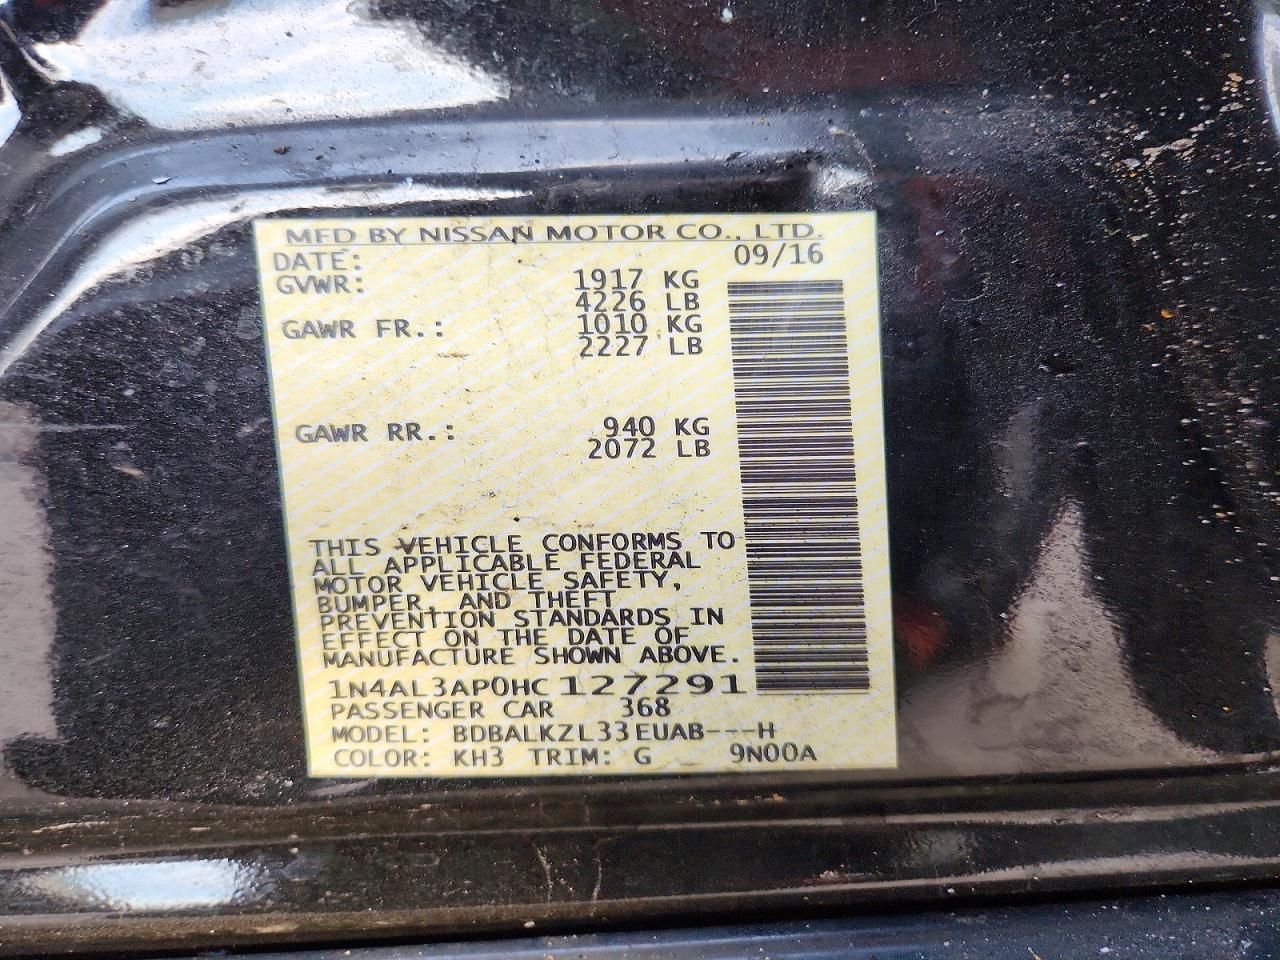 MFD BY NISSAN MOTOR CO., LTD.
DATE: 09/16
GVWR: 1917 KG
4226 LB
GAWR FR.: 1010 KG
2227 LB
GAWR RR.: 940 KG
2072 LB
THIS VEHICLE CONFORMS TO
ALL APPLICABLE FEDERAL
MOTOR VEHICLE SAFETY,
BUMPER, AND THEFT
PREVENTION STANDARDS IN
EFFECT ON THE DATE OF
MANUFACTURE SHOWN ABOVE.
1N4AL3AP0HC127291
PASSENGER CAR 368
MODEL: BDBALKZL33EUAB---H
COLOR: KH3 TRIM: G 9N00A